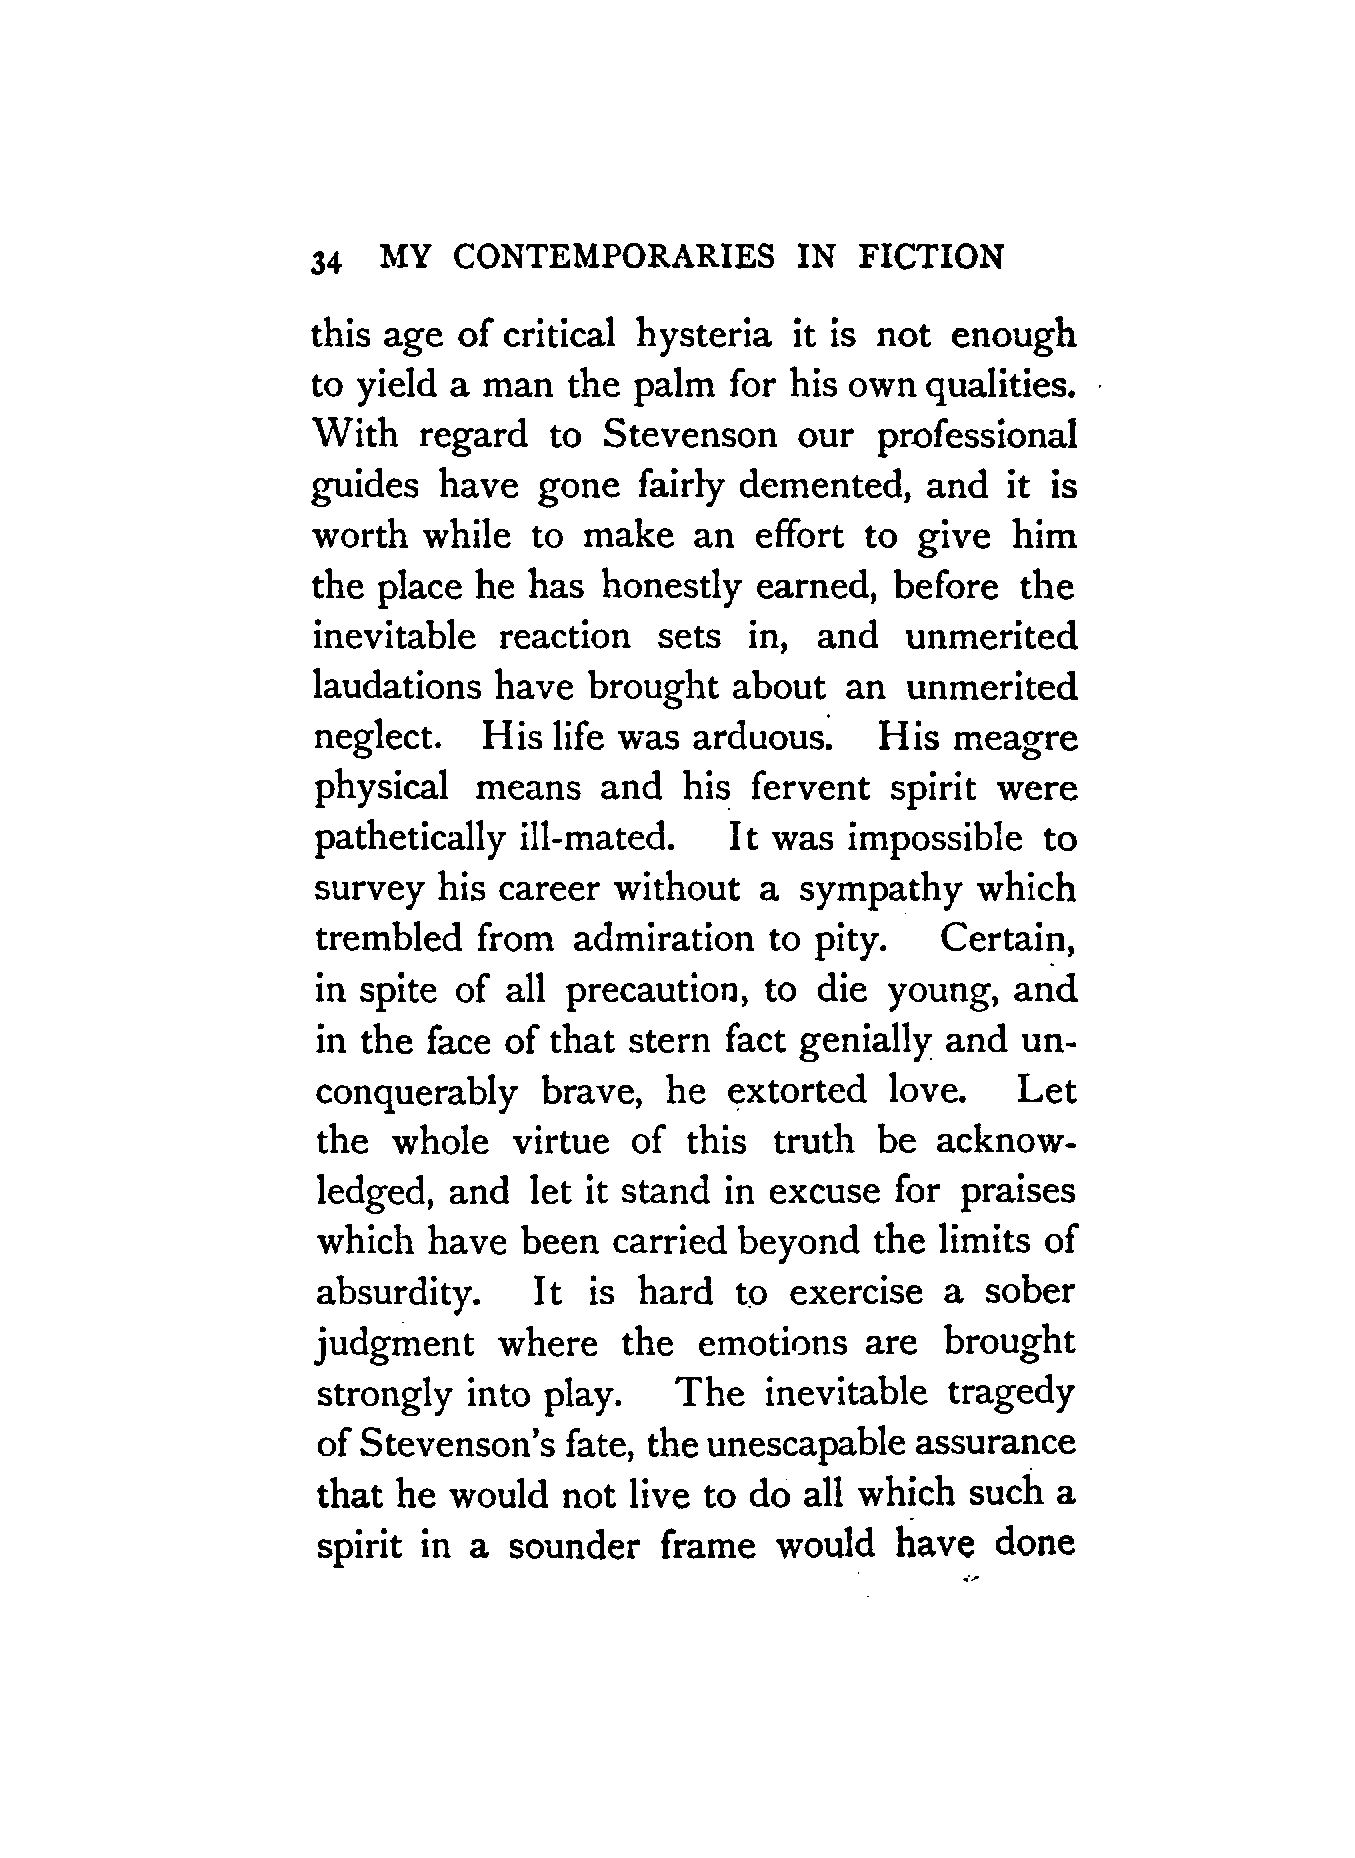 34 MY CONTEMPORARIES IN FICTION
this age of critical hysteria it is not enough
to yield a man the palm for his own qualities.
With regard to Stevenson our professional
guides have gone fairly demented, and it is
worth while to make an effort to give him
the place he has honestly earned, before the
inevitable reaction sets in, and unmerited
laudations have brought about an unmerited
neglect. His life was arduous. His meagre
physical means and his fervent spirit were
pathetically ill-mated. It was impossible to
survey his career without a sympathy which
trembled from admiration to pity. Certain,
in spite of all precaution, to die young, and
in the face of that stern fact genially and un-
conquerably brave, he extorted love. Let
the whole virtue of this truth be acknow-
ledged, and let it stand in excuse for praises
which have been carried beyond the limits of
absurdity. It is hard to exercise a sober
judgment where the emotions are brought
strongly into play. The inevitable tragedy
of Stevenson's fate, the unescapable assurance
that he would not live to do all which such a
spirit in a sounder frame would have done